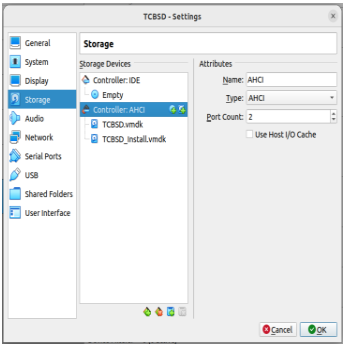 TCBSD - Settings
General
System
Display
Storage
Audio
Network
Serial Ports
USB
Shared Folders
User Interface
Storage
Storage Devices
Controller: IDE
Empty
Controller: AHCI
TCBSD.vmdk
TCBSD_Install.vmdk
Attributes
Name: AHCI
Type: AHCI
Port Count: 2
Use Host I/O Cache
Cancel
OK